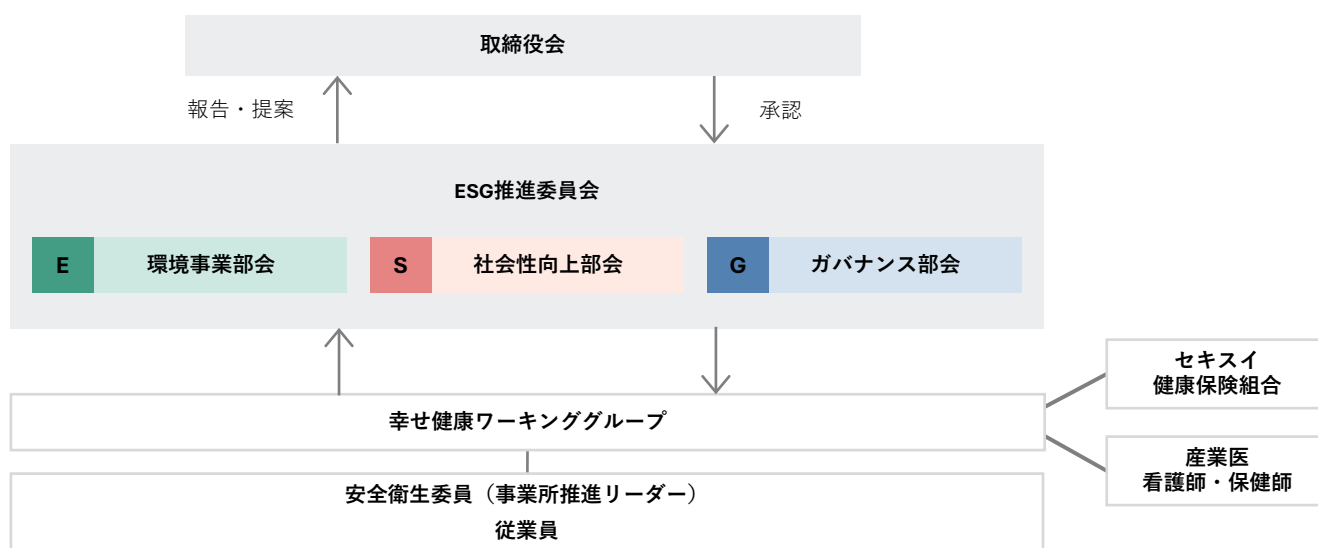 取締役会
報告・提案
承認
ESG推進委員会
E
環境事業部会
S
社会性向上部会
G
ガバナンス部会
セキスイ
健康保険組合
幸せ健康ワーキンググループ
産業医
看護師・保健師
安全衛生委員（事業所推進リーダー）
従業員